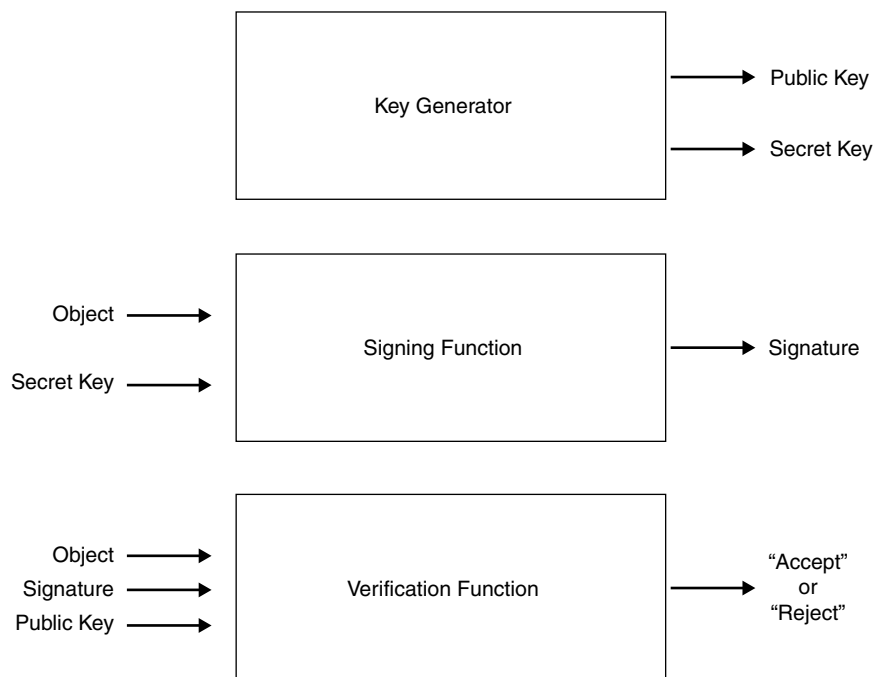 Key Generator
Public Key
Secret Key
Object
Secret Key
Signing Function
Signature
Object
Signature
Public Key
Verification Function
“Accept”
or
“Reject”